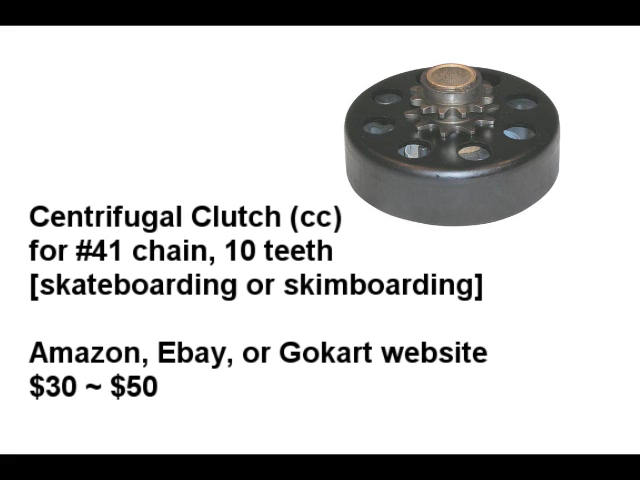 Centrifugal Clutch (cc)
for #41 chain, 10 teeth
[skateboarding or skimboarding]
Amazon, Ebay, or Gokart website
$30 ~ $50